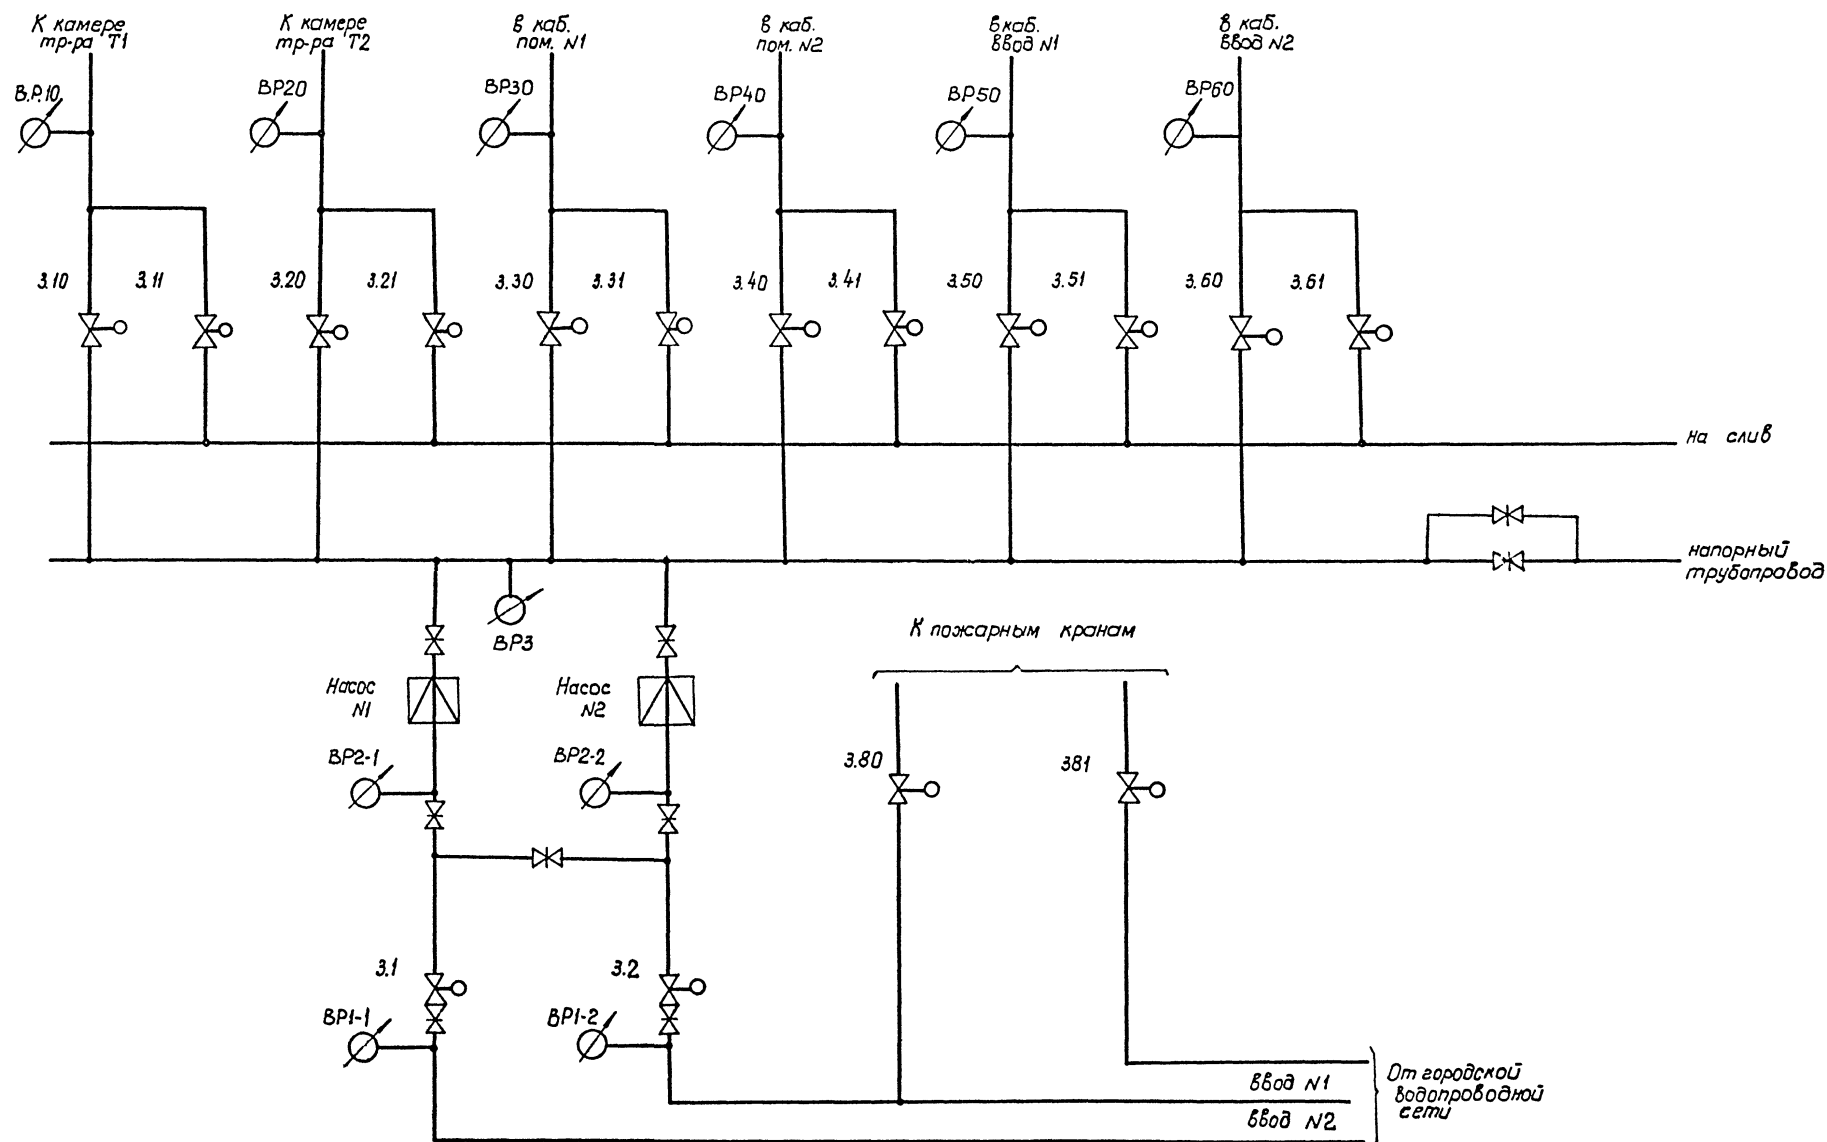 К камере
тр-ра Т1
К камере
тр-ра Т2
в каб.
пом. N1
в каб.
пом. N2
в каб.
ввод N1
в каб.
ввод N2
В.Р.10
ВР20
ВР30
ВР40
ВР50
ВР60
3.10
3.11
3.20
3.21
3.30
3.31
3.40
3.41
3.50
3.51
3.60
3.61
На слив
напорный
трубопровод
ВР3
К пожарным кранам
Насос
N1
Насос
N2
ВР2-1
ВР2-2
3.80
381
3.1
3.2
ВР1-1
ВР1-2
ввод N1
ввод N2
От городской
водопроводной
сети